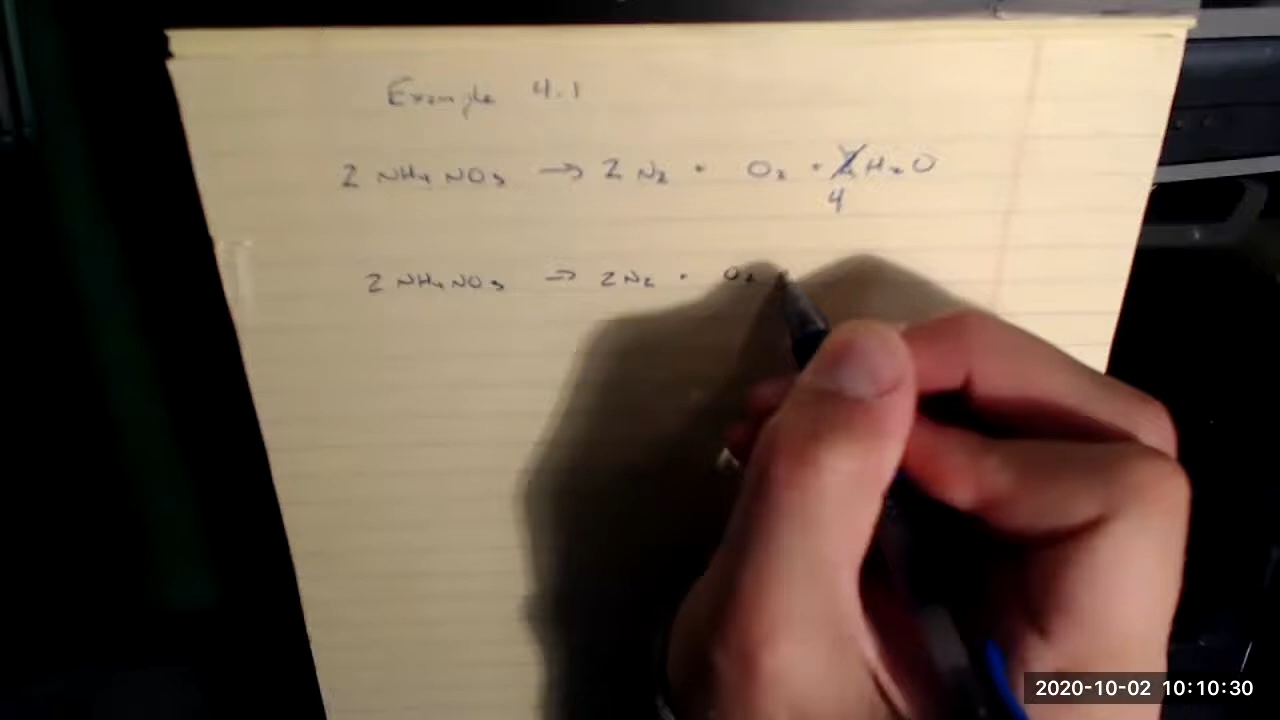 Example 4.1
2 NH₄NO₃ → 2 N₂ + O₂ + 2 H₂O
4
2 NH₄NO₃ → 2 N₂ + O₂
2020-10-02 10:10:30